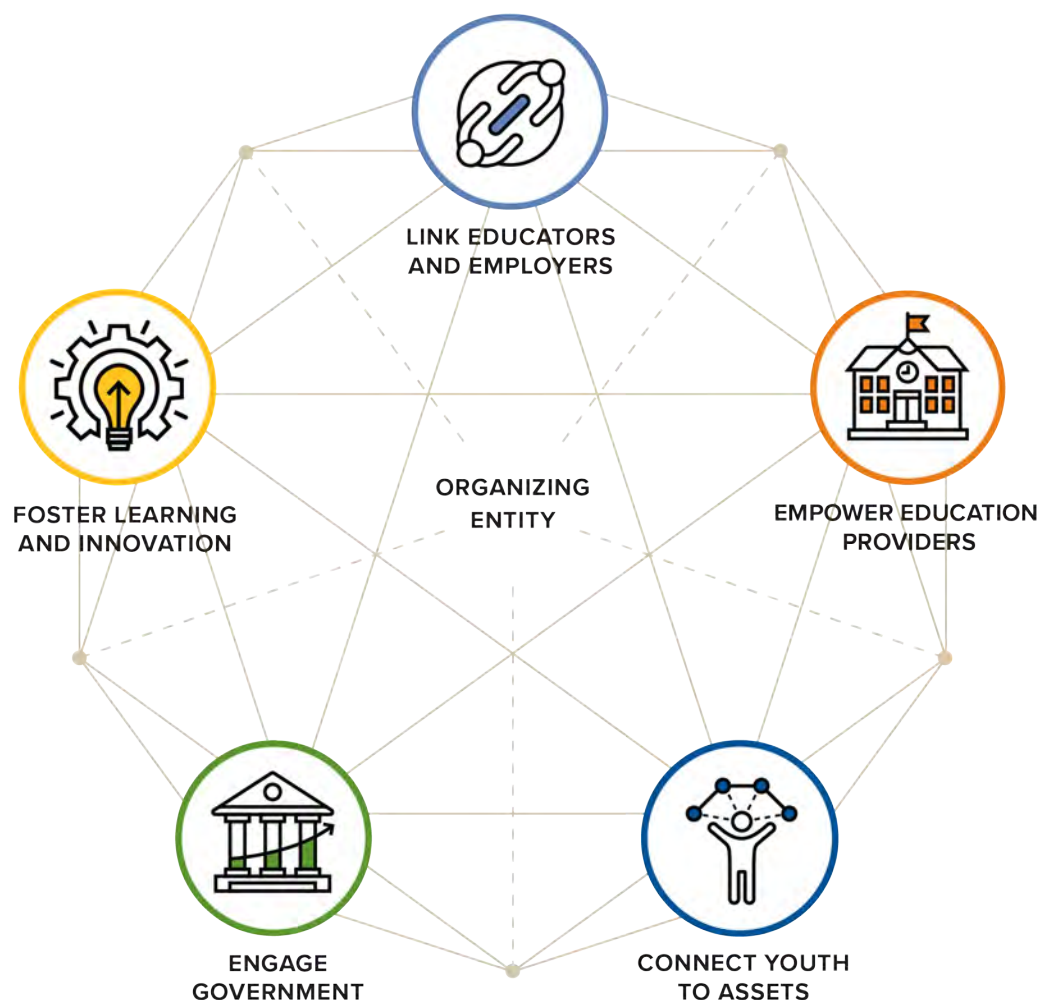 LINK EDUCATORS
AND EMPLOYERS
FOSTER LEARNING
AND INNOVATION
ORGANIZING
ENTITY
EMPOWER EDUCATION
PROVIDERS
ENGAGE
GOVERNMENT
CONNECT YOUTH
TO ASSETS